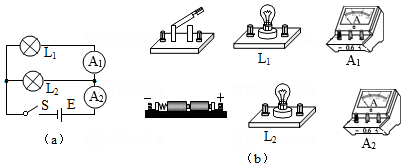 L₁ A₁
L₂ A₂
S E
(a)
L₁ A A₁
-0.6 3
- +
L₂ A A₂
-0.6 3
(b)